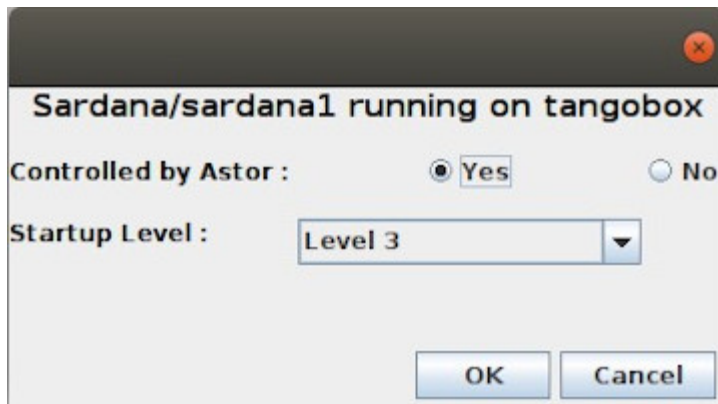 Sardana/sardana1 running on tangobox
Controlled by Astor : Yes No
Startup Level : Level 3
OK Cancel